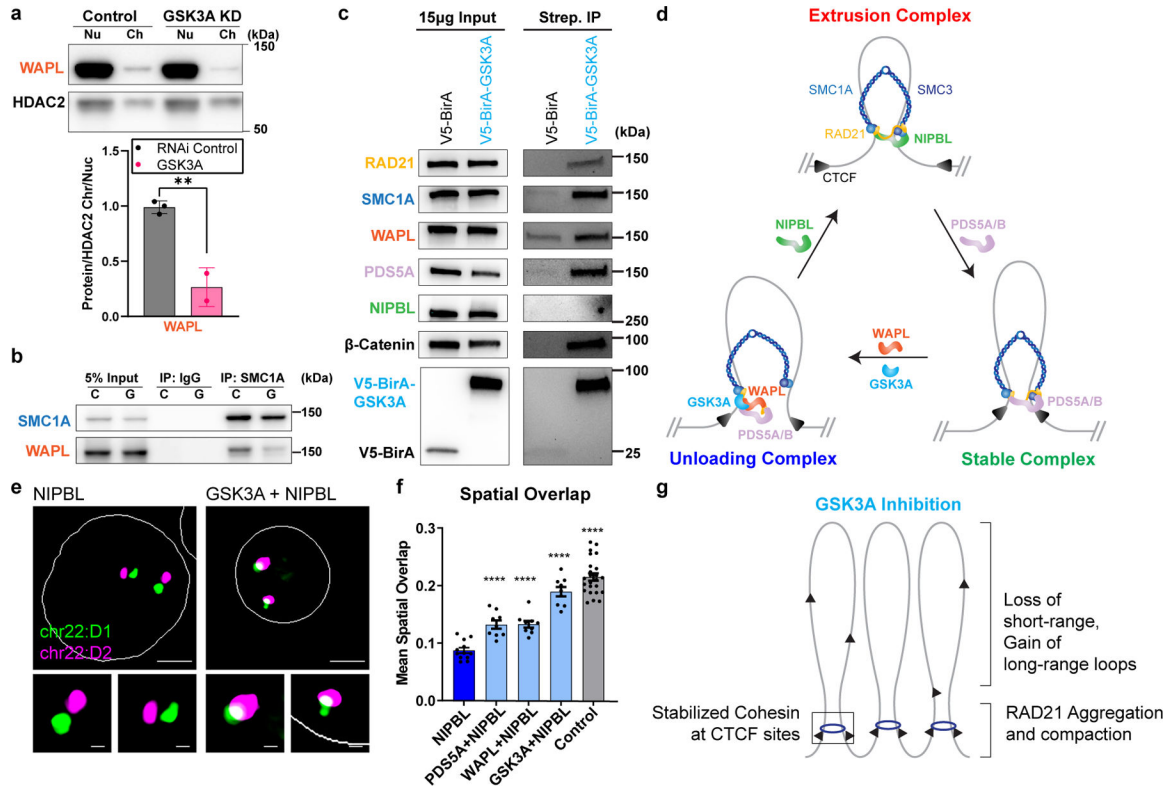 a
Control GSK3A KD
Nu Ch Nu Ch (kDa)
150
WAPL
HDAC2
50
RNAi Control
GSK3A
**
Protein/HDAC2 Chr/Nuc
1.0
0.5
0.0
WAPL
b
5% Input IP: IgG IP: SMC1A (kDa)
C G C G C G
SMC1A 150
WAPL 150
c
15µg Input Strep. IP
V5-BirA
V5-BirA-GSK3A
V5-BirA
V5-BirA-GSK3A
(kDa)
RAD21 150
SMC1A 150
WAPL 150
PDS5A 150
NIPBL 250
β-Catenin 100
100
V5-BirA-
GSK3A
V5-BirA 25
d
Extrusion Complex
SMC1A SMC3
RAD21 NIPBL
CTCF
NIPBL PDS5A/B
WAPL
GSK3A
WAPL
GSK3A
PDS5A/B
PDS5A/B
Unloading Complex Stable Complex
e
NIPBL GSK3A + NIPBL
chr22:D1
chr22:D2
f
Spatial Overlap
Mean Spatial Overlap
0.3
0.2
0.1
0.0
**** **** **** ****
NIPBL
PDS5A+NIPBL
WAPL+NIPBL
GSK3A+NIPBL
Control
g
GSK3A Inhibition
Loss of
short-range,
Gain of
long-range loops
Stabilized Cohesin
at CTCF sites
RAD21 Aggregation
and compaction